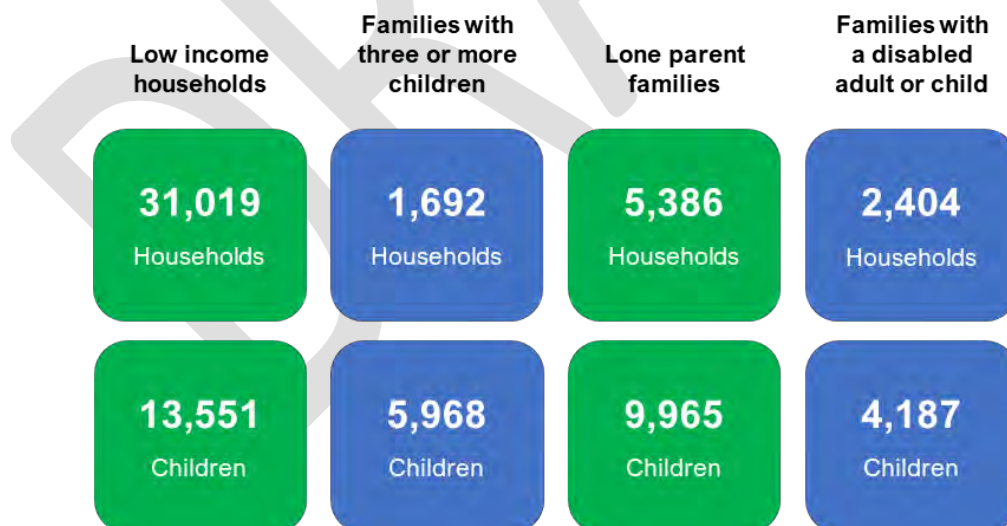 Low income
households
Families with
three or more
children
Lone parent
families
Families with
a disabled
adult or child
31,019
Households
1,692
Households
5,386
Households
2,404
Households
13,551
Children
5,968
Children
9,965
Children
4,187
Children